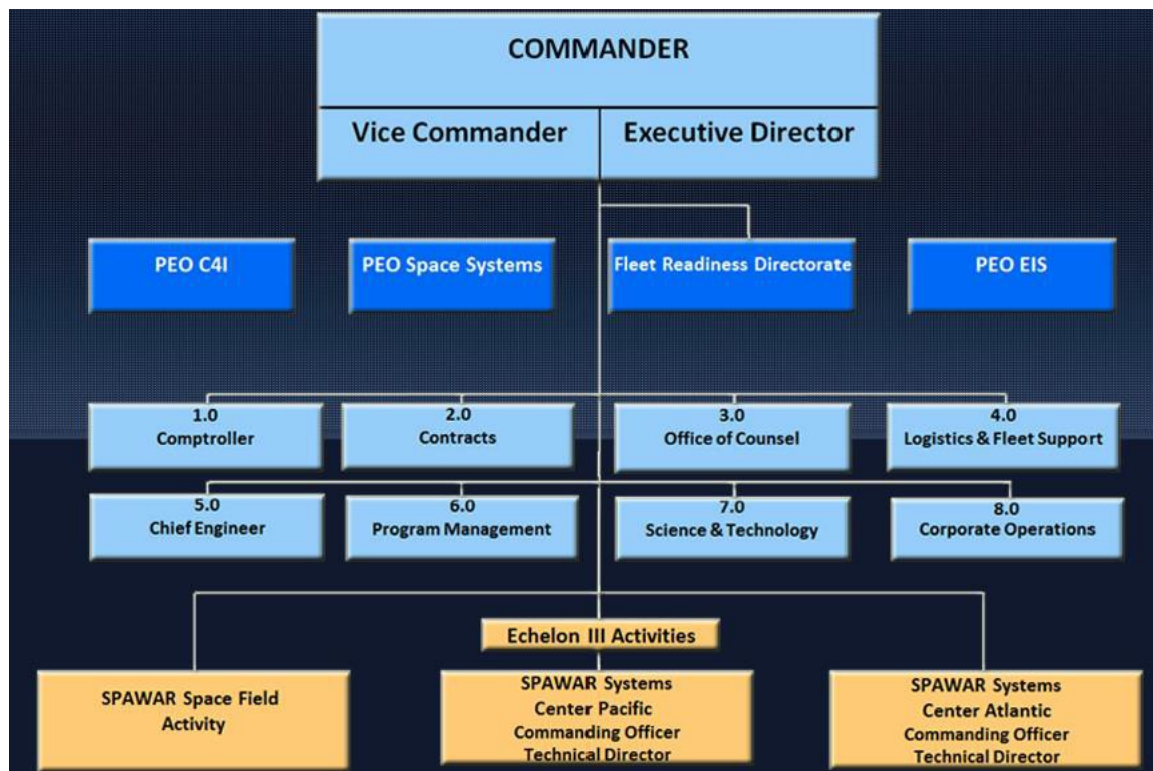 COMMANDER
Vice Commander
Executive Director
PEO C4I
PEO Space Systems
Fleet Readiness Directorate
PEO EIS
1.0
Comptroller
2.0
Contracts
3.0
Office of Counsel
4.0
Logistics & Fleet Support
5.0
Chief Engineer
6.0
Program Management
7.0
Science & Technology
8.0
Corporate Operations
Echelon III Activities
SPAWAR Space Field
Activity
SPAWAR Systems
Center Pacific
Commanding Officer
Technical Director
SPAWAR Systems
Center Atlantic
Commanding Officer
Technical Director